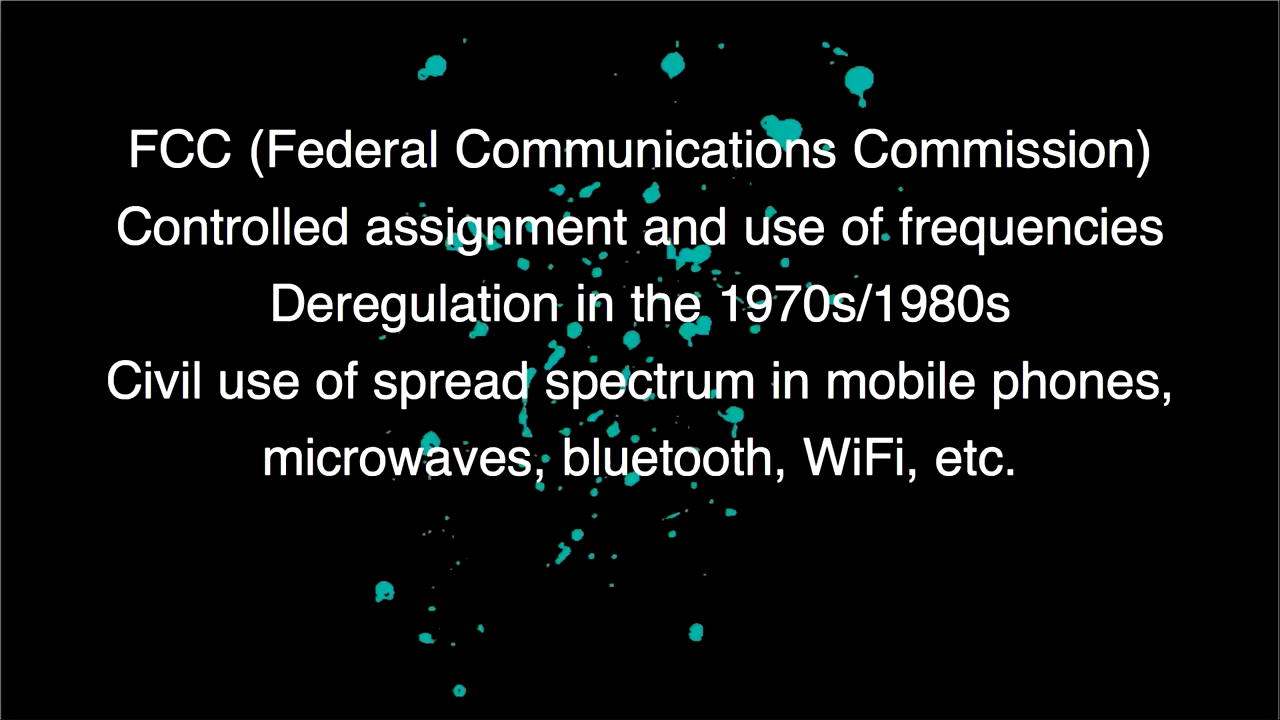 FCC (Federal Communications Commission)
Controlled assignment and use of frequencies
Deregulation in the 1970s/1980s
Civil use of spread spectrum in mobile phones,
microwaves, bluetooth, WiFi, etc.